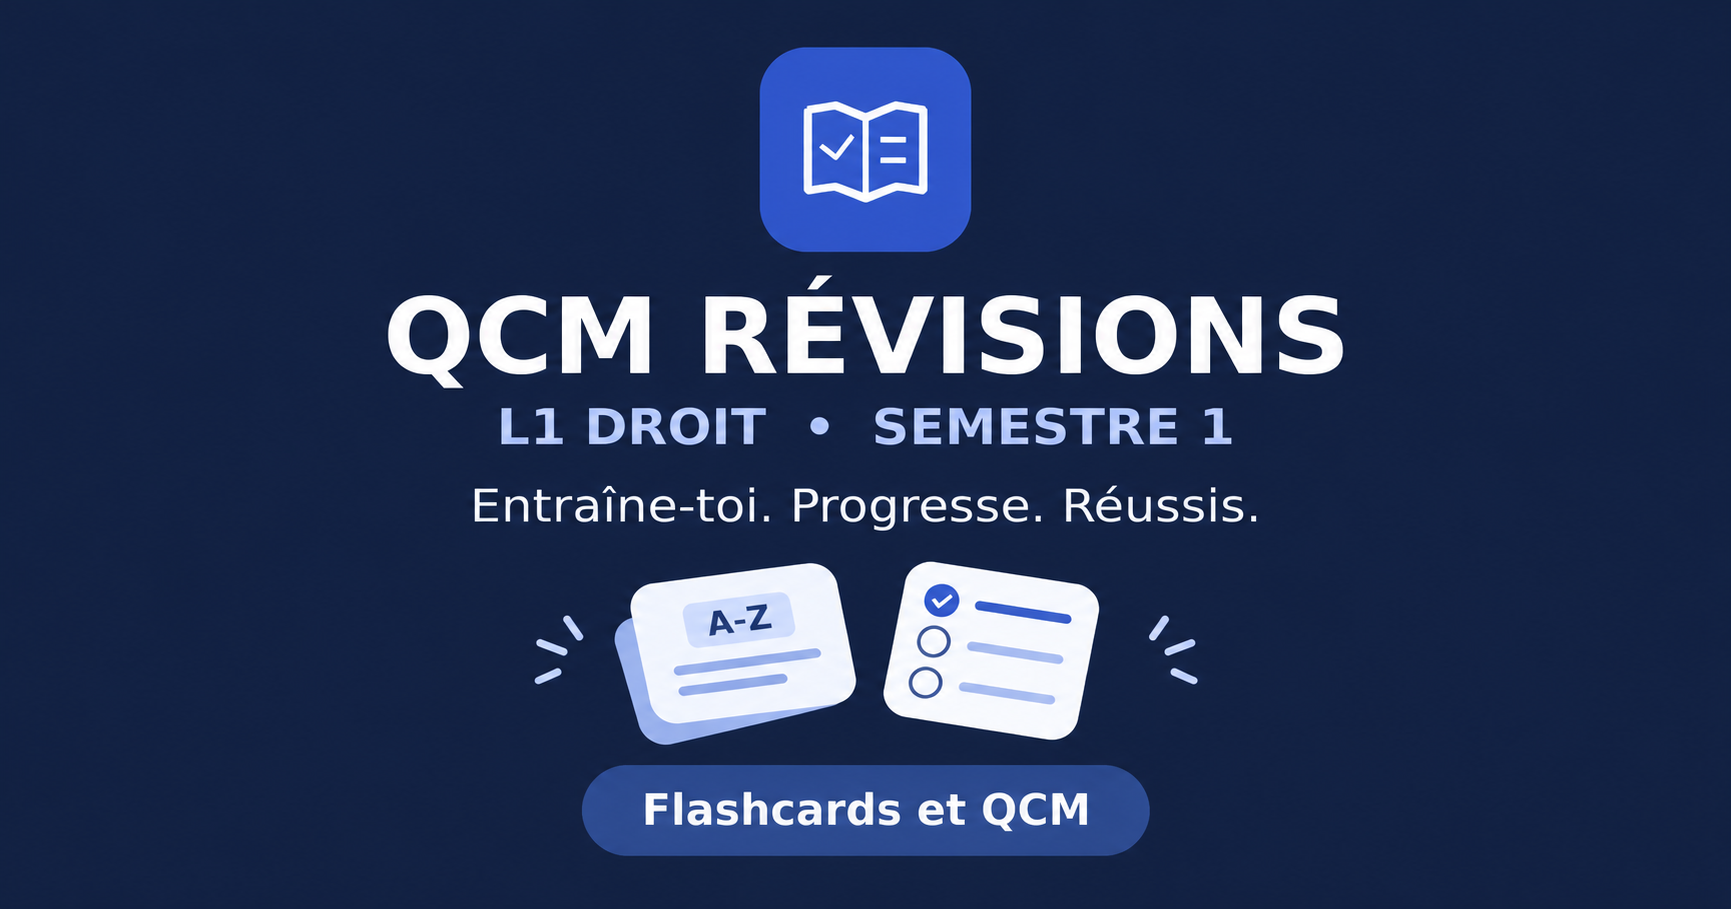 QCM RÉVISIONS
L1 DROIT • SEMESTRE 1
Entraîne-toi. Progresse. Réussis.
A-Z
Flashcards et QCM